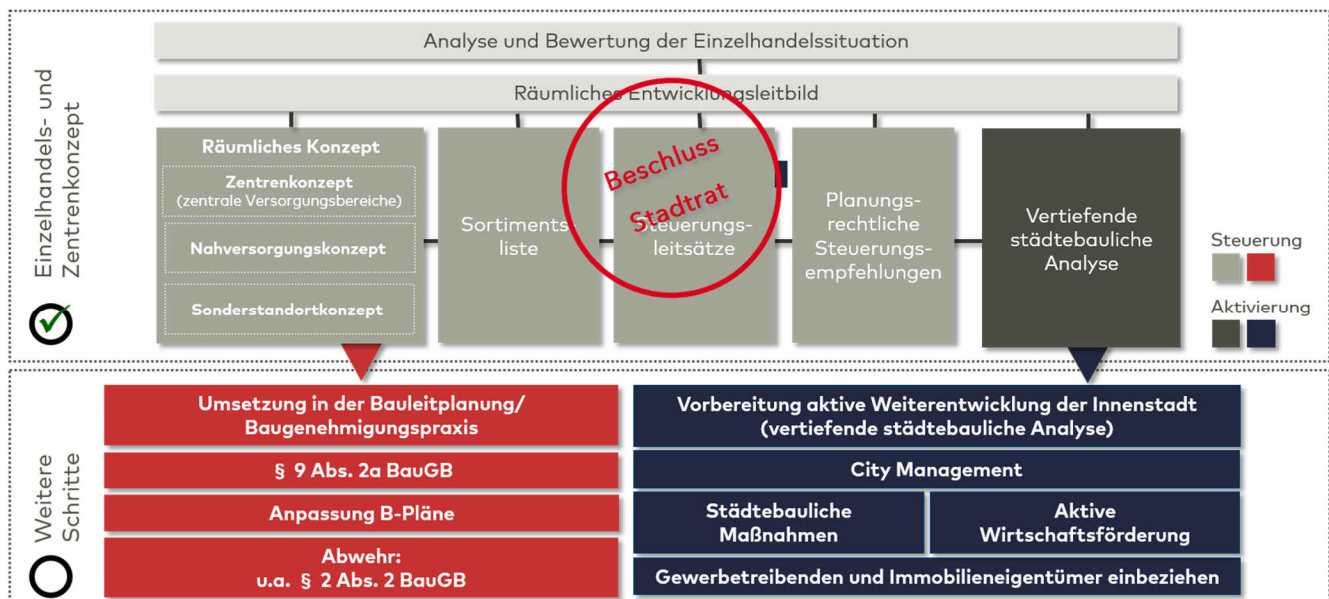 Einzelhandels- und
Zentrenkonzept
Analyse und Bewertung der Einzelhandelssituation
Räumliches Entwicklungsleitbild
Räumliches Konzept
Zentrenkonzept
(zentrale Versorgungsbereiche)
Nahversorgungskonzept
Sonderstandortkonzept
Sortiments-
liste
Beschluss
Stadtrat
Steuerungs-
leitsätze
Planungs-
rechtliche
Steuerungs-
empfehlungen
Vertiefende
städtebauliche
Analyse
Steuerung
Aktivierung
Weitere
Schritte
Umsetzung in der Bauleitplanung/
Baugenehmigungspraxis
§ 9 Abs. 2a BauGB
Anpassung B-Pläne
Abwehr:
u.a. § 2 Abs. 2 BauGB
Vorbereitung aktive Weiterentwicklung der Innenstadt
(vertiefende städtebauliche Analyse)
City Management
Städtebauliche
Maßnahmen
Aktive
Wirtschaftsförderung
Gewerbetreibenden und Immobilieneigentümer einbeziehen